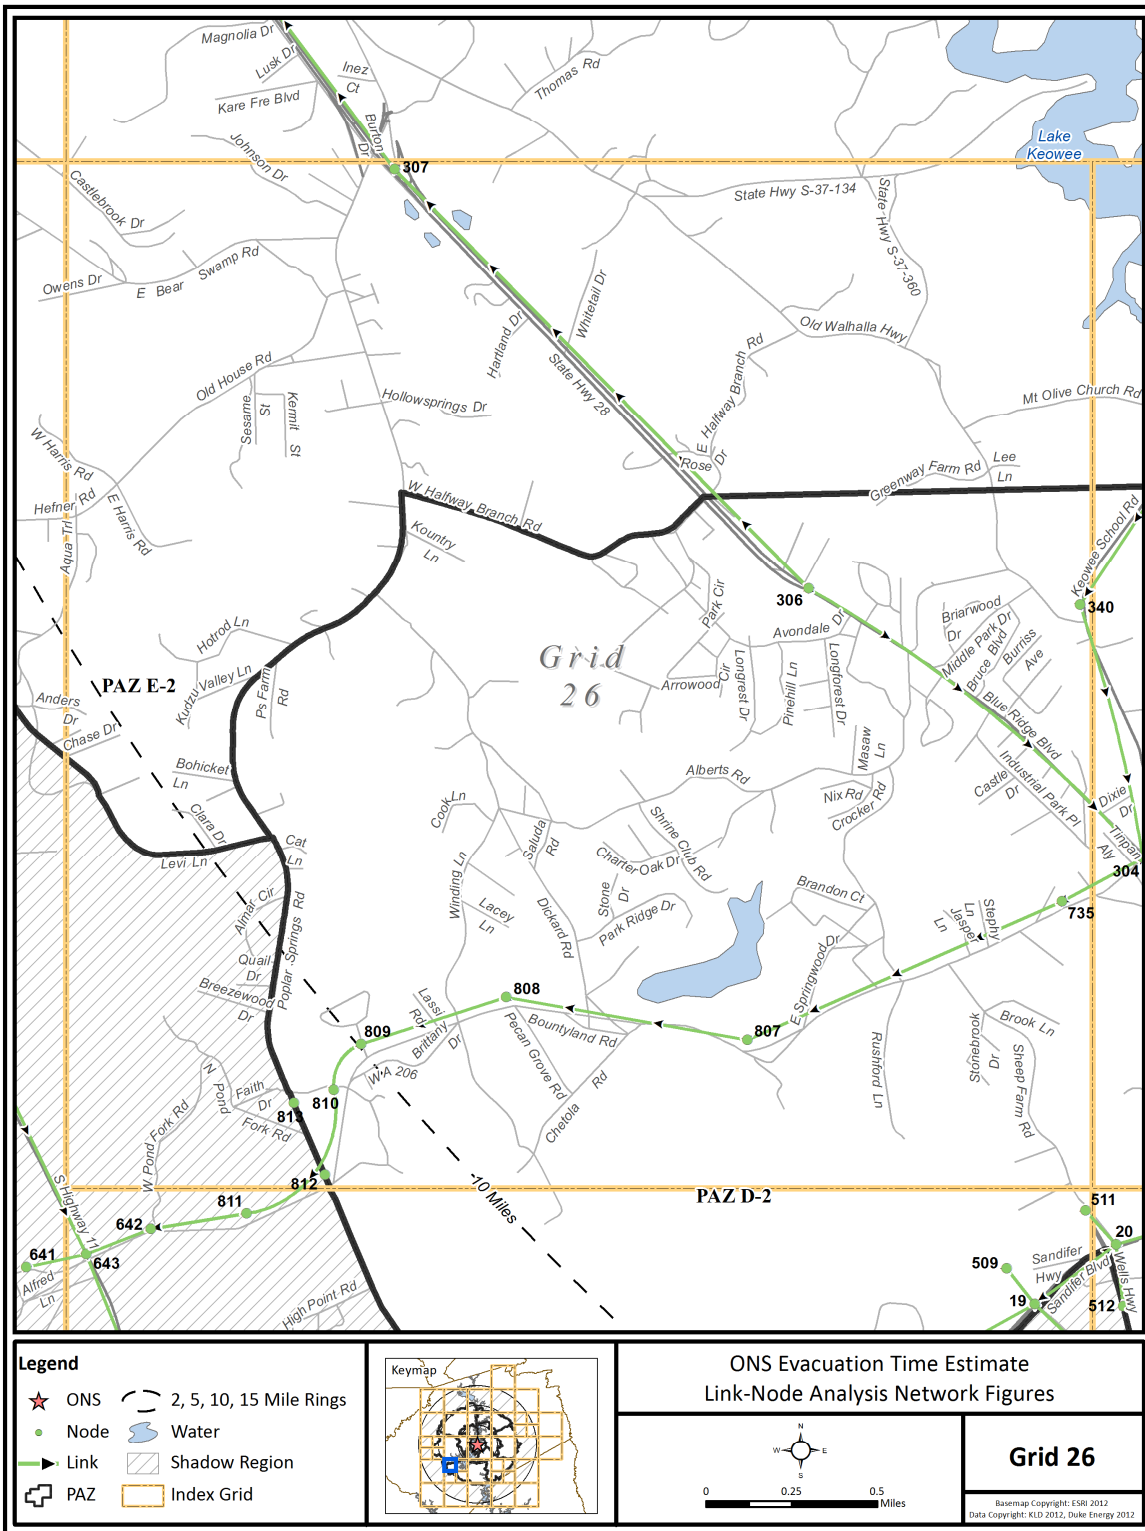 Magnolia Dr
Lusk Dr
Inez
Ct
Kare Fre Blvd
Thomas Rd
Burton
Dr
Lake
Keowee
307
Johnson Dr
Castlebrook Dr
State Hwy S-37-134
State Hwy S-37-360
Owens Dr
E Bear Swamp Rd
Whitetail Dr
Hartland Dr
State Hwy 28
Old Walhalla Hwy
E Halfway Branch Rd
Old House Rd
Sesame
St
Kermit
St
Hollowsprings Dr
Mt Olive Church Rd
W Harris Rd
Rose
Dr
Greenway Farm Rd
Lee
Ln
Hefner Rd
E Harris Rd
Aqua Trl
W Halfway Branch Rd
Kountry
Ln
Keowee School Rd
306
340
Park Cir
Avondale Dr
Briarwood
Dr
Middle Park Dr
Bruce Blvd
Burriss
Ave
Hotrod Ln
Grid
26
PAZ E-2
Kudzu Valley Ln
Ps Farm
Rd
Arrowood
Cir
Longrest Dr
Pinehill Ln
Longforest Dr
Anders
Dr
Chase Dr
Blue Ridge Blvd
Masaw
Ln
Bohicket
Ln
Alberts Rd
Castle
Dr
Industrial Park Pl
Nix Rd
Crocker Rd
Dixie
Dr
Cook Ln
Clara Dr
Saluda
Rd
Shrine Club Rd
Tinpan
Aly
Levi Ln
Cat
Ln
Charter Oak Dr
304
Winding Ln
Almar Cir
Poplar Springs Rd
Lacey
Ln
Dickard Rd
Stone
Dr
Park Ridge Dr
Brandon Ct
735
Jasper
Ln
Stephy
Ln
Quail
Dr
Breezewood
Dr
E Springwood Dr
808
Lassi
Rd
Brittany
Dr
809
Pecan Grove Rd
Bountyland Rd
807
Brook Ln
Stonebrook
Dr
Sheep Farm Rd
Rushford Ln
W A 206
N
Pond
Fork Rd
Faith
Dr
813
810
Chetola
Rd
W Pond Fork Rd
812
10 Miles
PAZ D-2
S Highway 11
811
642
511
20
641
643
Alfred
Ln
High Point Rd
509
Sandifer
Hwy
Sandifer Blvd
Wells Hwy
19
512
Legend
ONS
2, 5, 10, 15 Mile Rings
Node
Water
Link
Shadow Region
PAZ
Index Grid
Keymap
ONS Evacuation Time Estimate
Link-Node Analysis Network Figures
N
W
E
S
0
0.25
0.5
Miles
Grid 26
Basemap Copyright: ESRI 2012
Data Copyright: KLD 2012, Duke Energy 2012